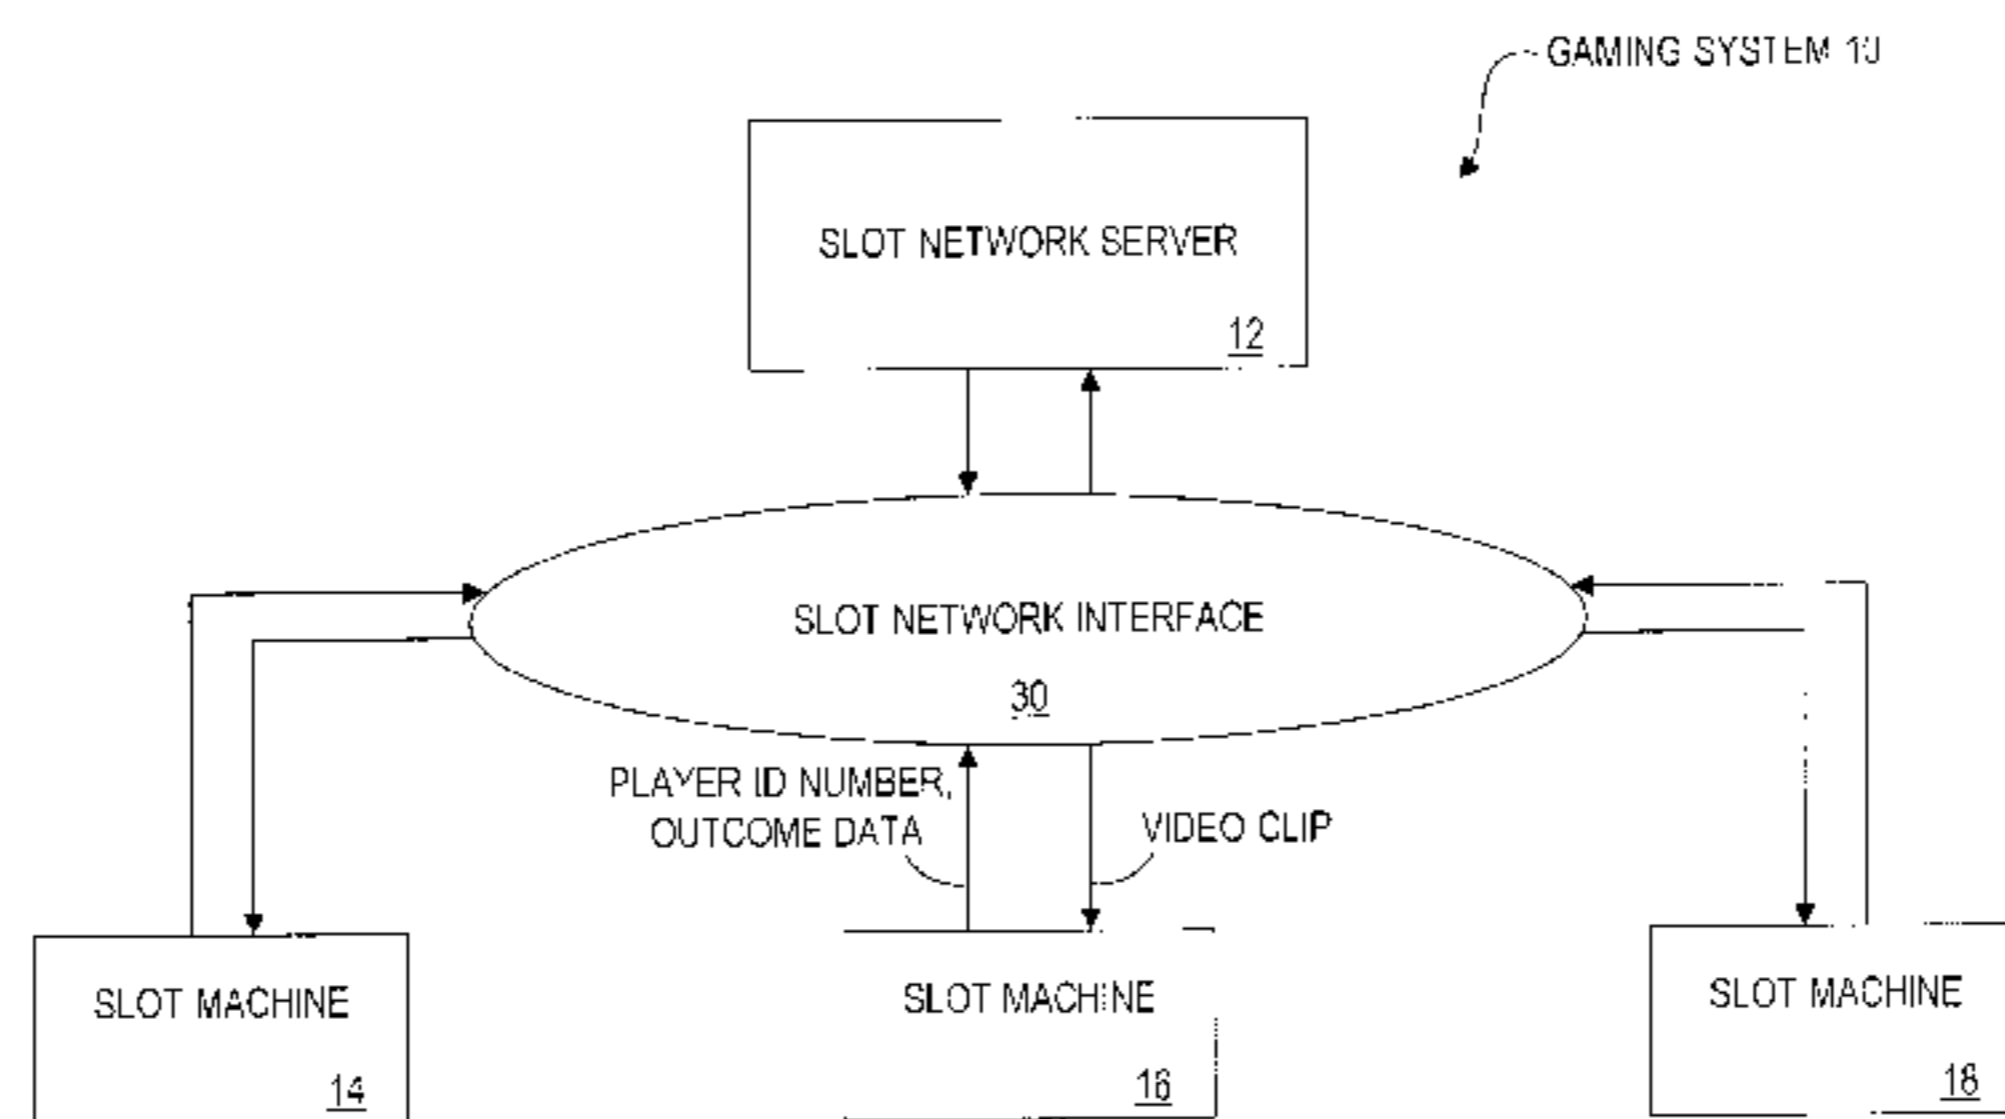 GAMING SYSTEM 10
SLOT NETWORK SERVER
12
SLOT NETWORK INTERFACE
30
PLAYER ID NUMBER,
OUTCOME DATA
VIDEO CLIP
SLOT MACHINE
14
SLOT MACHINE
16
SLOT MACHINE
18